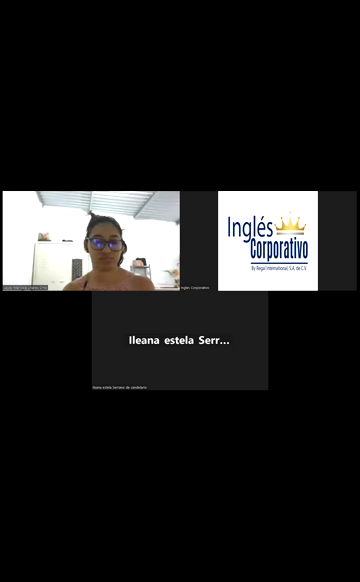 Inglés
Corporativo
By Regal International, S.A. de C.V.
Ingles Corporativo
Ileana estela Serr...
Ileana estela Serrano de candelario